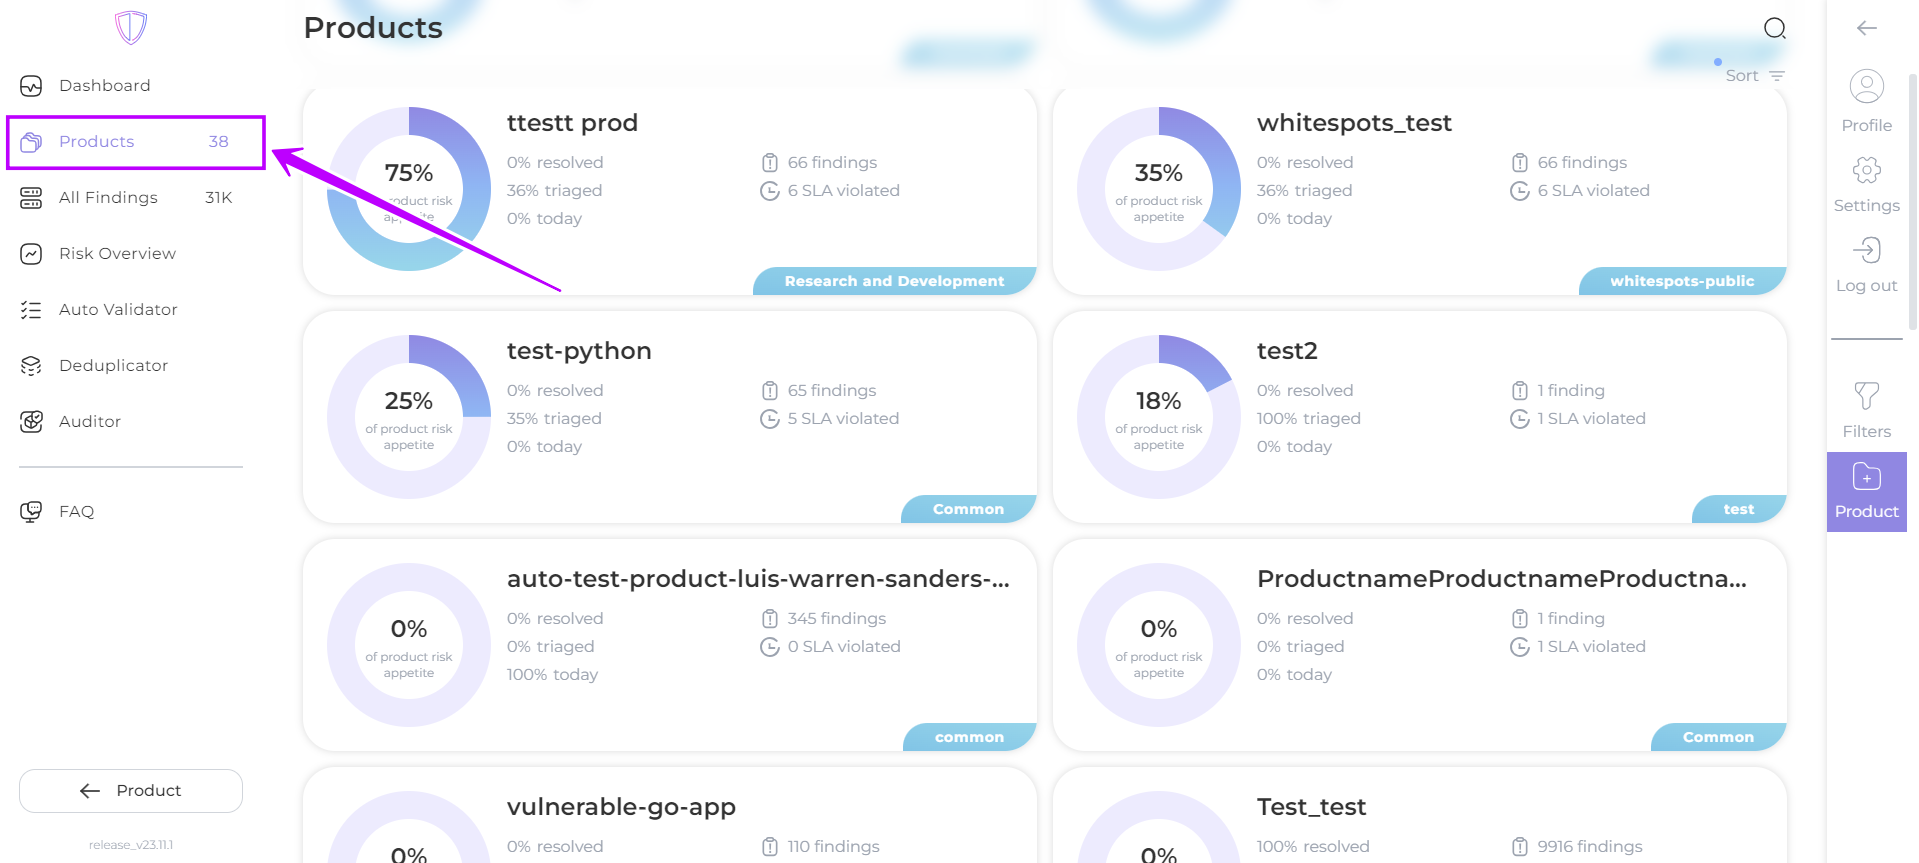 Dashboard
Products 38
All Findings 31K
Risk Overview
Auto Validator
Deduplicator
Auditor
FAQ
Product
release_v23.11.1
Products
Sort
ttestt prod
75%
product risk
appetite
0% resolved
36% triaged
0% today
66 findings
6 SLA violated
Research and Development
whitespots_test
35%
of product risk
appetite
0% resolved
36% triaged
0% today
66 findings
6 SLA violated
whitespots-public
test-python
25%
of product risk
appetite
0% resolved
35% triaged
0% today
65 findings
5 SLA violated
Common
test2
18%
of product risk
appetite
0% resolved
100% triaged
0% today
1 finding
1 SLA violated
test
auto-test-product-luis-warren-sanders-...
0%
of product risk
appetite
0% resolved
0% triaged
100% today
345 findings
0 SLA violated
common
ProductnameProductnameProductna...
0%
of product risk
appetite
0% resolved
0% triaged
0% today
1 finding
1 SLA violated
Common
vulnerable-go-app
0%
0% resolved
110 findings
Test_test
0%
100% resolved
9916 findings
Profile
Settings
Log out
Filters
Product